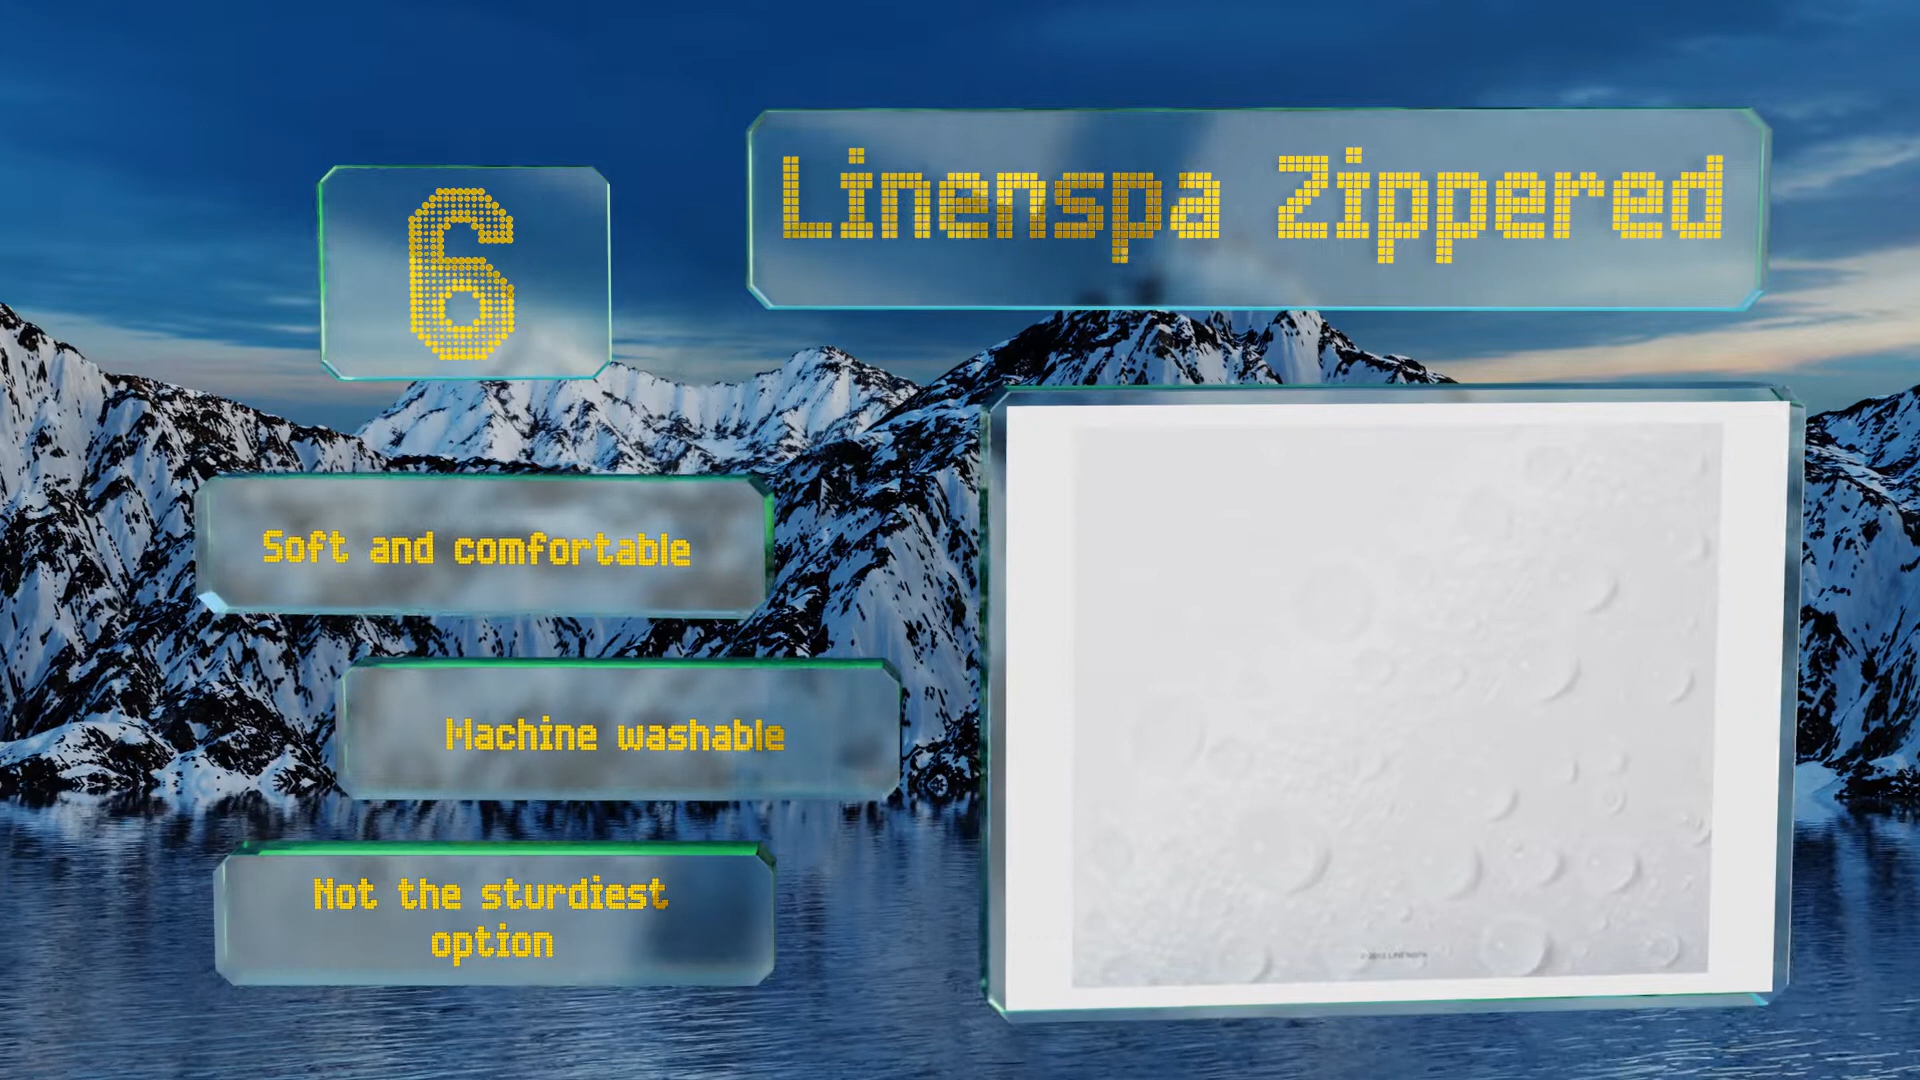 6
Linenspa Zippered
Soft and comfortable
Machine washable
Not the sturdiest
option